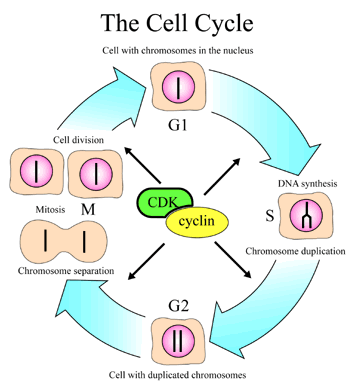 The Cell Cycle
Cell with chromosomes in the nucleus
G1
Cell division
DNA synthesis
CDK
cyclin
S
Mitosis M
Chromosome duplication
Chromosome separation
G2
Cell with duplicated chromosomes